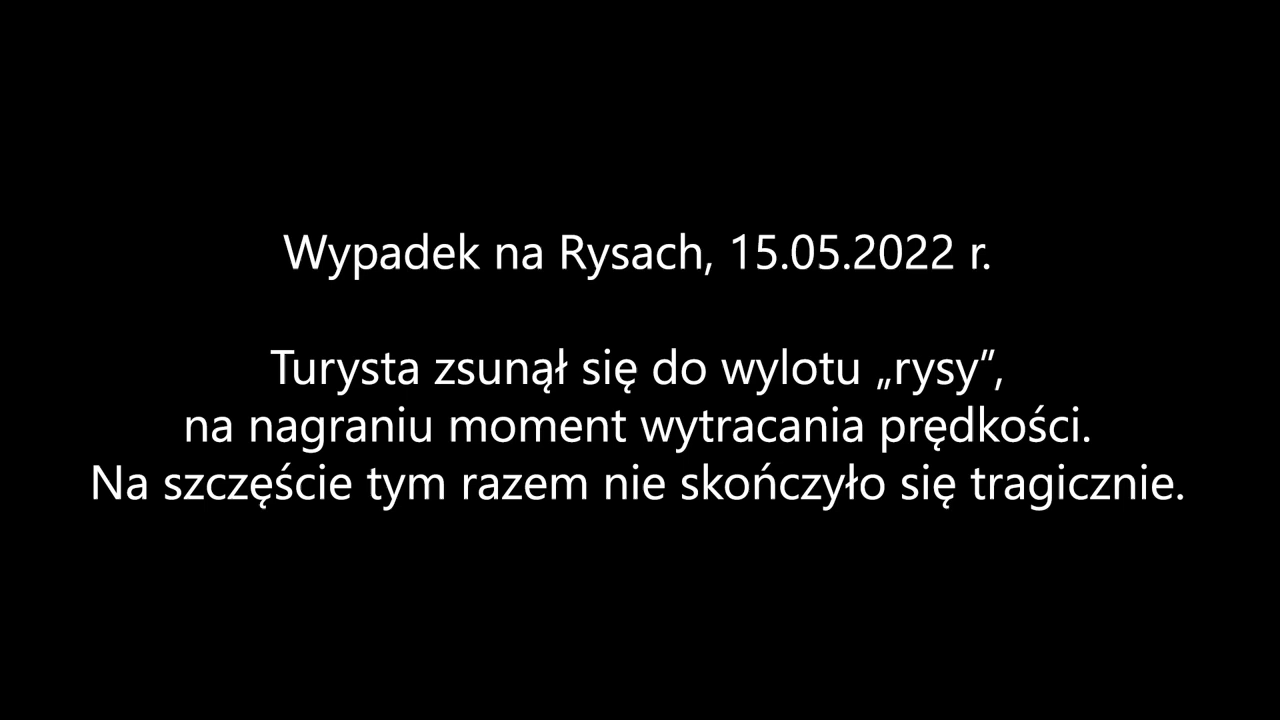 Wypadek na Rysach, 15.05.2022 r.
Turysta zsunął się do wylotu „rysy”,
na nagraniu moment wytracania prędkości.
Na szczęście tym razem nie skończyło się tragicznie.